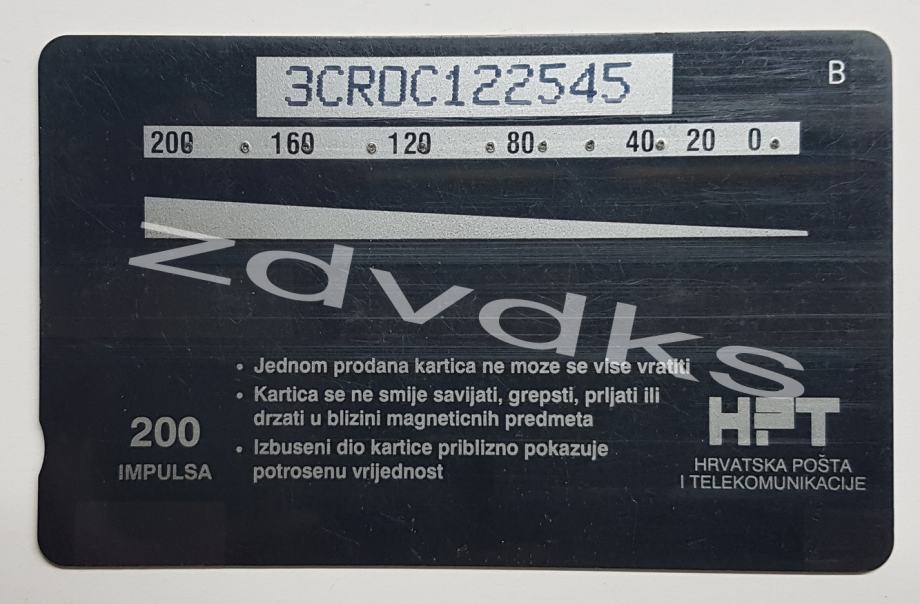 3CRDC122545
B
200 160 120 80 40 20 0
zdvdks
• Jednom prodana kartica ne moze se vise vratiti
• Kartica se ne smije savijati, grepsti, prljati ili
drzati u blizini magneticnih predmeta
• Izbuseni dio kartice priblizno pokazuje
potrosenu vrijednost
200
IMPULSA
HPT
HRVATSKA POŠTA
I TELEKOMUNIKACIJE